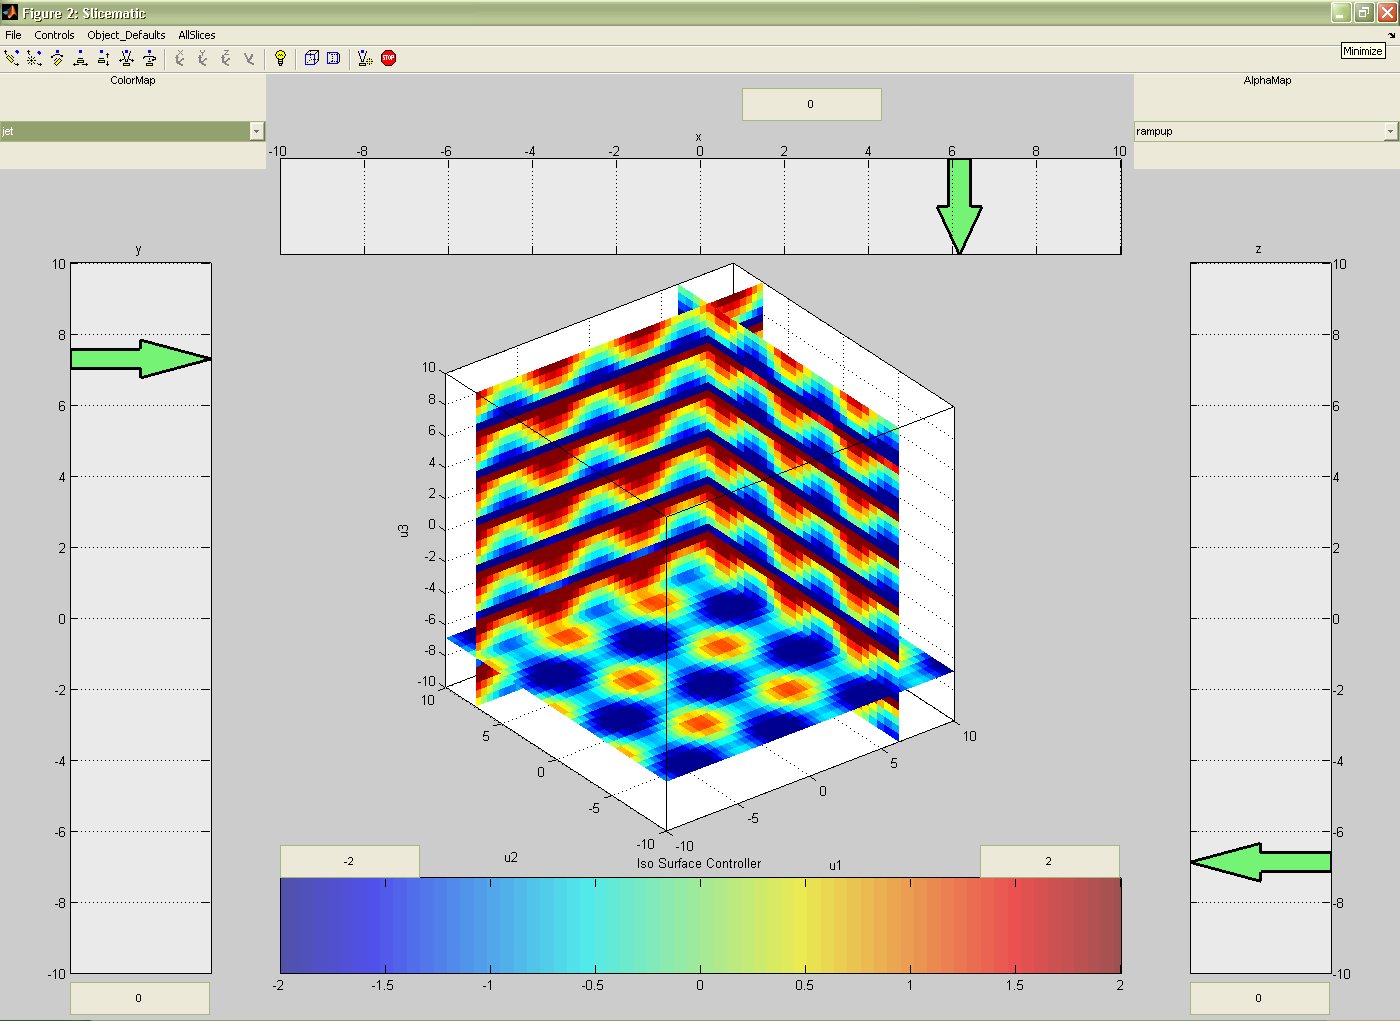 Figure 2: Slicematic
File Controls Object_Defaults AllSlices
Minimize
STOP
ColorMap
AlphaMap
jet
rampup
0
x
-10 -8 -6 -4 -2 0 2 4 6 8 10
y
10
8
6
4
2
0
-2
-4
-6
-8
-10
0
z
10
8
6
4
2
0
-2
-4
-6
-8
-10
0
u3
10
8
6
4
2
0
-2
-4
-6
-8
-10
10
5
0
-5
-10
-10
-5
0
5
10
-2
u2
Iso Surface Controller
u1
2
-2 -1.5 -1 -0.5 0 0.5 1 1.5 2